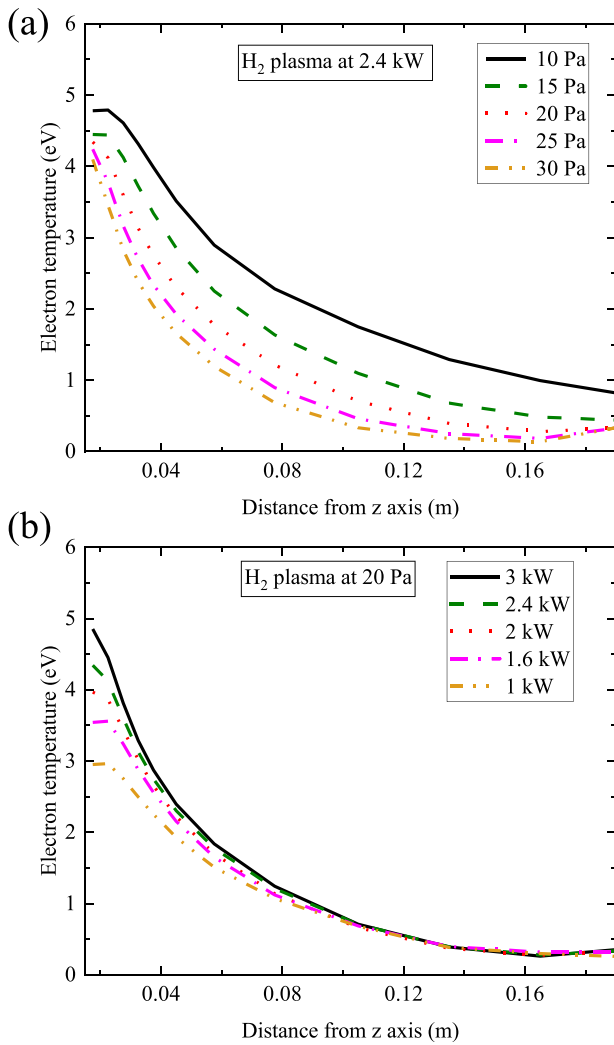 (a)
H₂ plasma at 2.4 kW
10 Pa
15 Pa
20 Pa
25 Pa
30 Pa
6
5
4
3
2
1
0
Electron temperature (eV)
0.04 0.08 0.12 0.16
Distance from z axis (m)
(b)
H₂ plasma at 20 Pa
3 kW
2.4 kW
2 kW
1.6 kW
1 kW
6
5
4
3
2
1
0
Electron temperature (eV)
0.04 0.08 0.12 0.16
Distance from z axis (m)